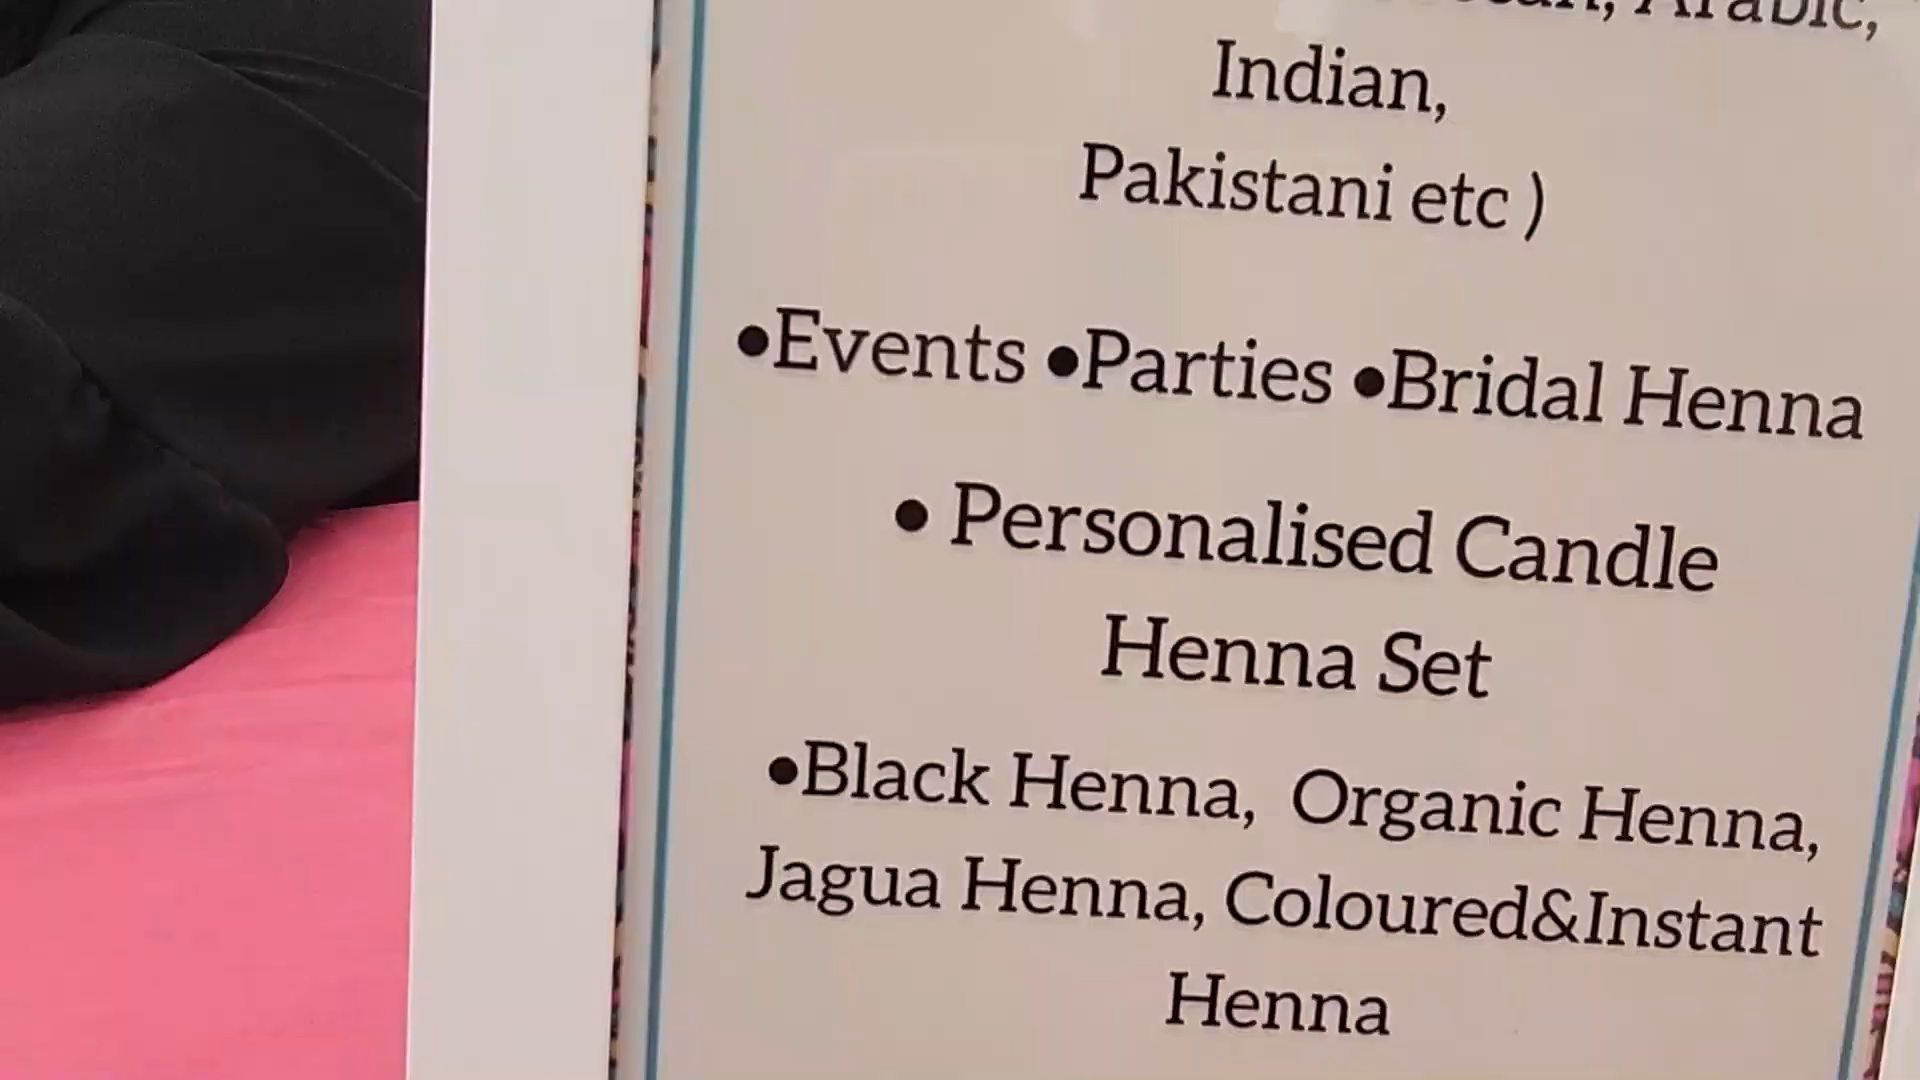 Arabic,
Indian,
Pakistani etc )
•Events •Parties •Bridal Henna
• Personalised Candle
Henna Set
•Black Henna, Organic Henna,
Jagua Henna, Coloured&Instant
Henna